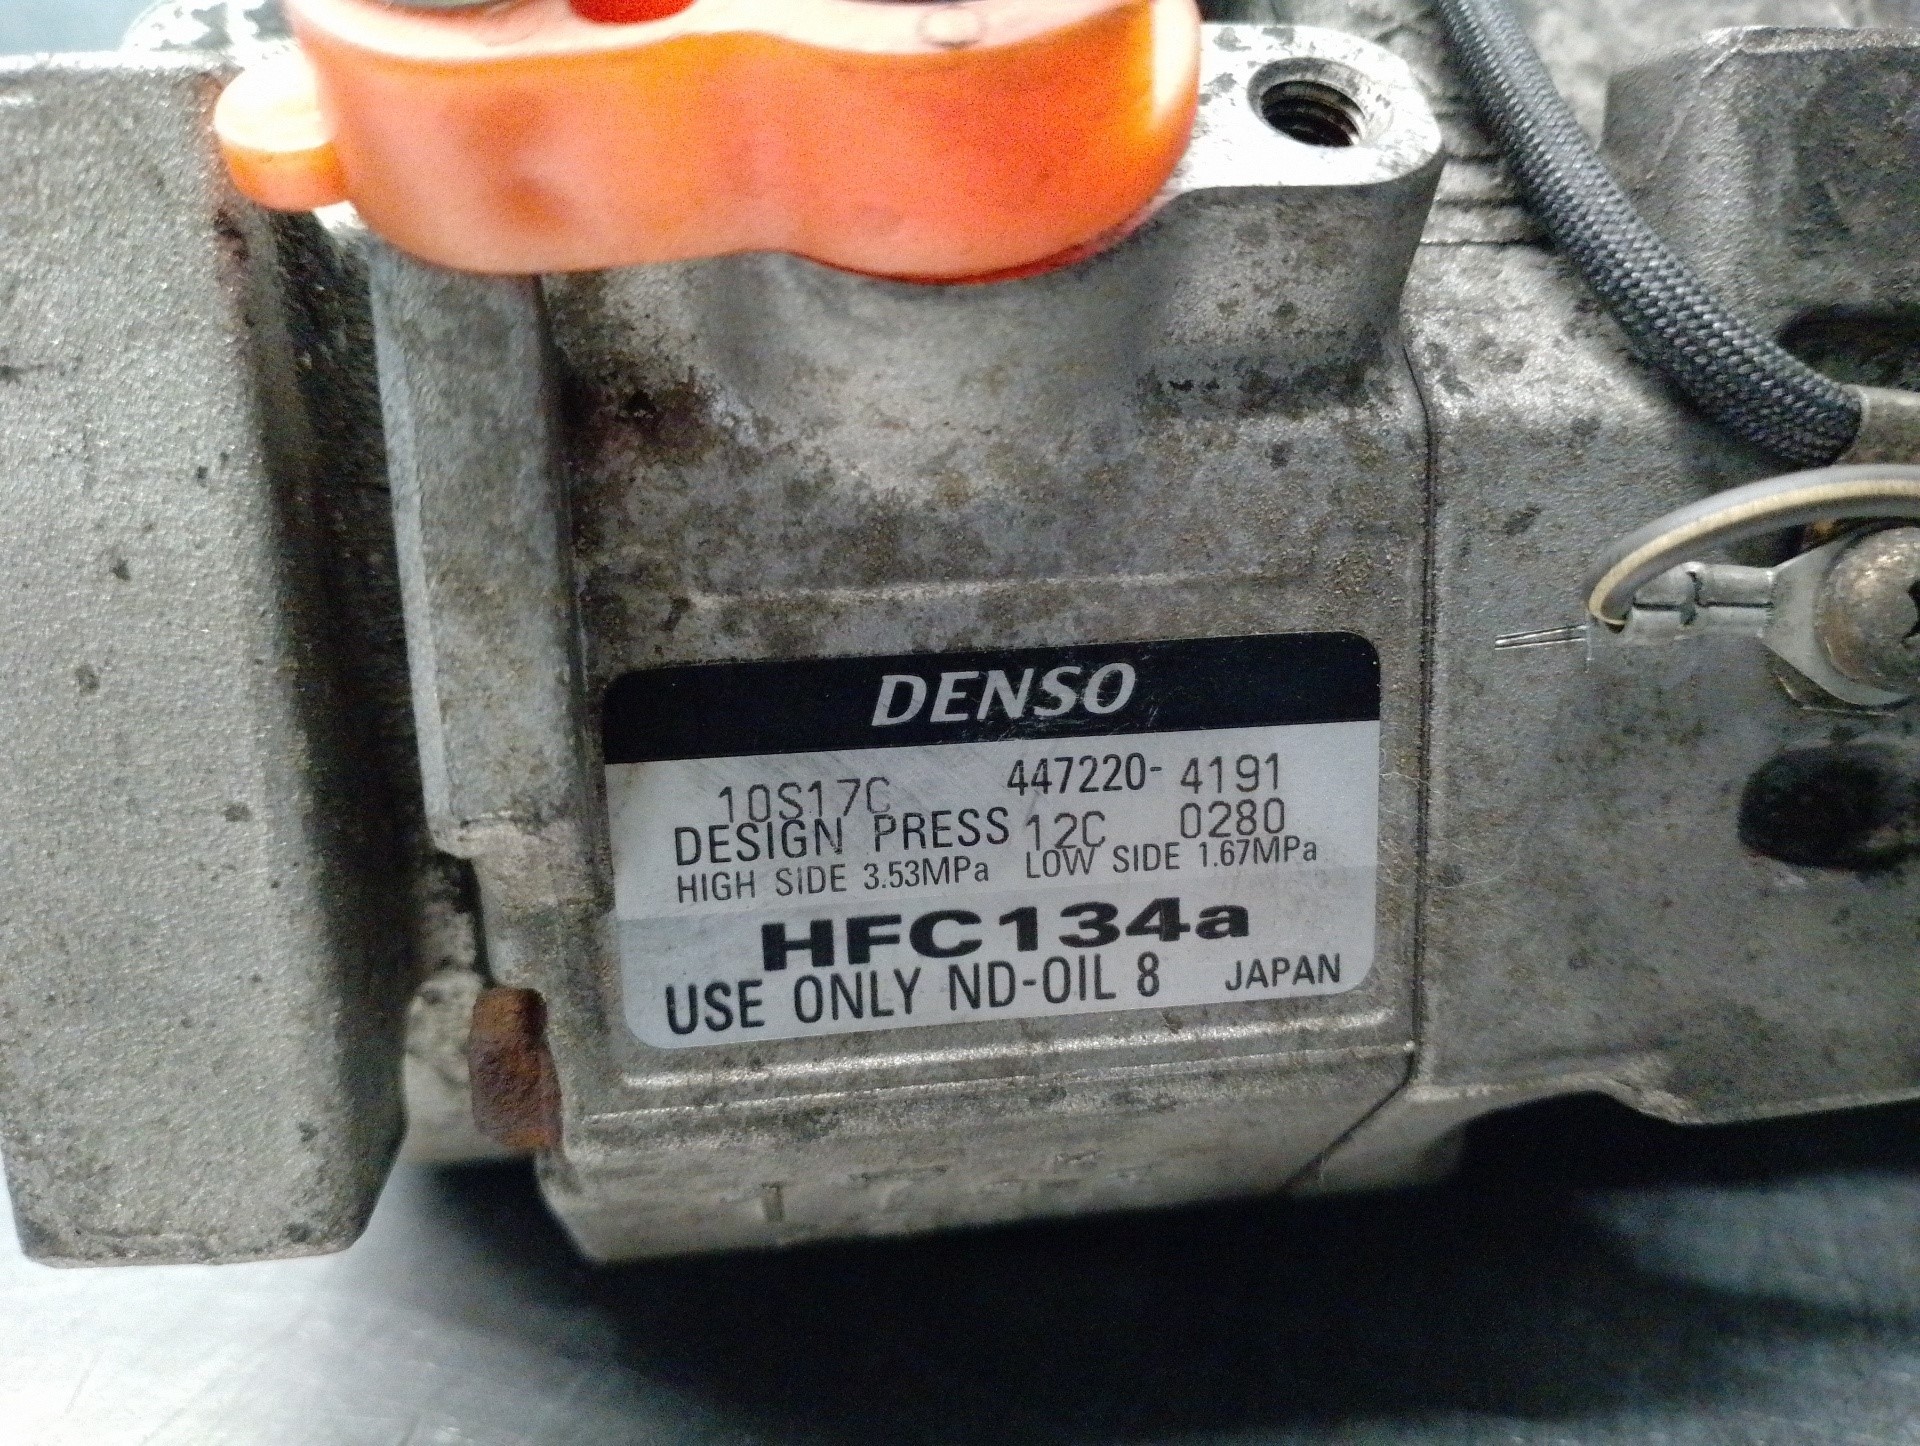 DENSO
10S17C 447220- 4191
DESIGN PRESS 12C 0280
HIGH SIDE 3.53MPa LOW SIDE 1.67MPa
HFC134a
USE ONLY ND-OIL 8 JAPAN